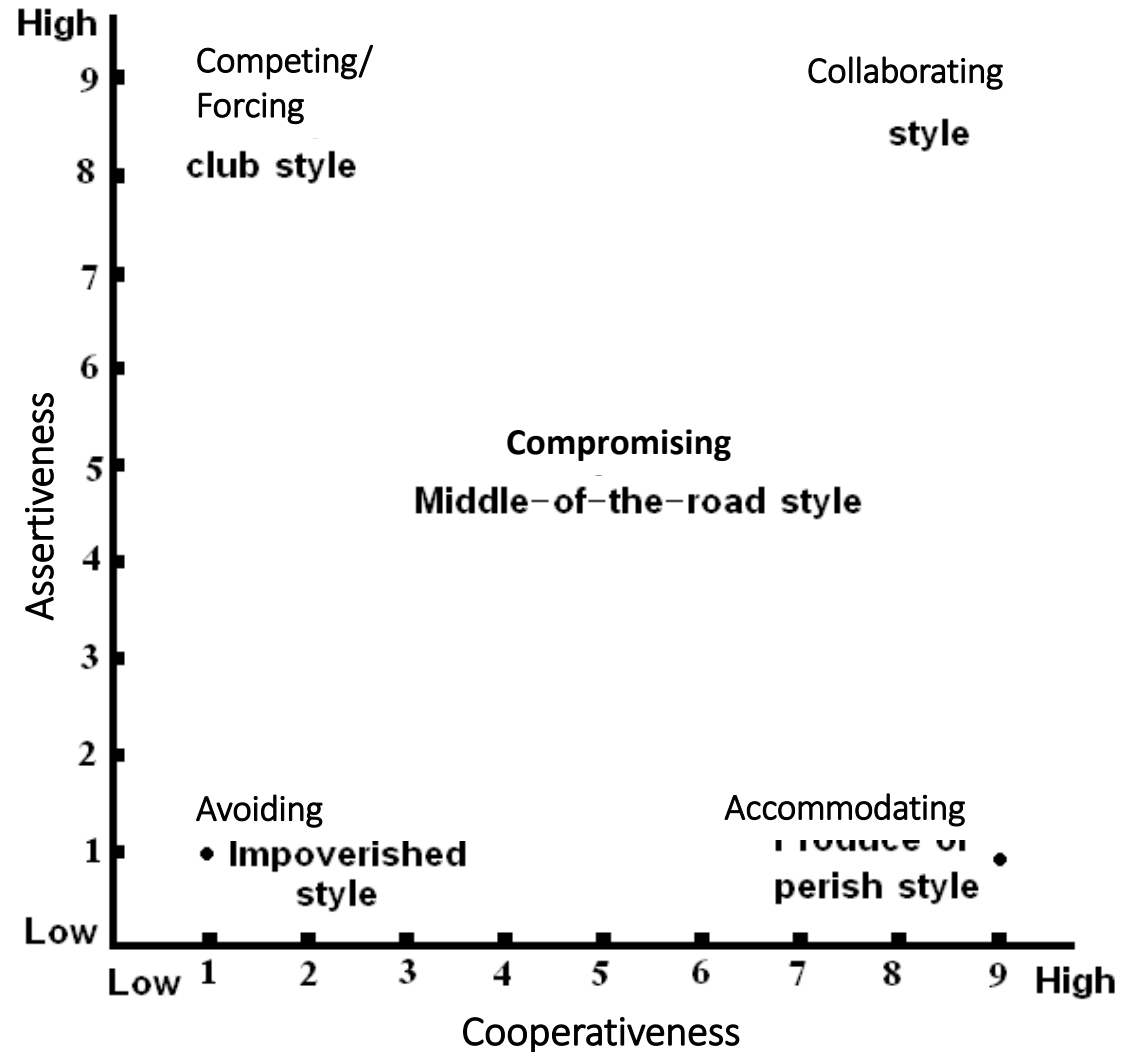 High
9
Competing/
Forcing
Collaborating
style
8
club style
7
6
Compromising
5
Middle-of-the-road style
4
Assertiveness
3
2
Avoiding
Accommodating
1
Impoverished
style
Produce or
perish style
Low
Low 1 2 3 4 5 6 7 8 9 High
Cooperativeness